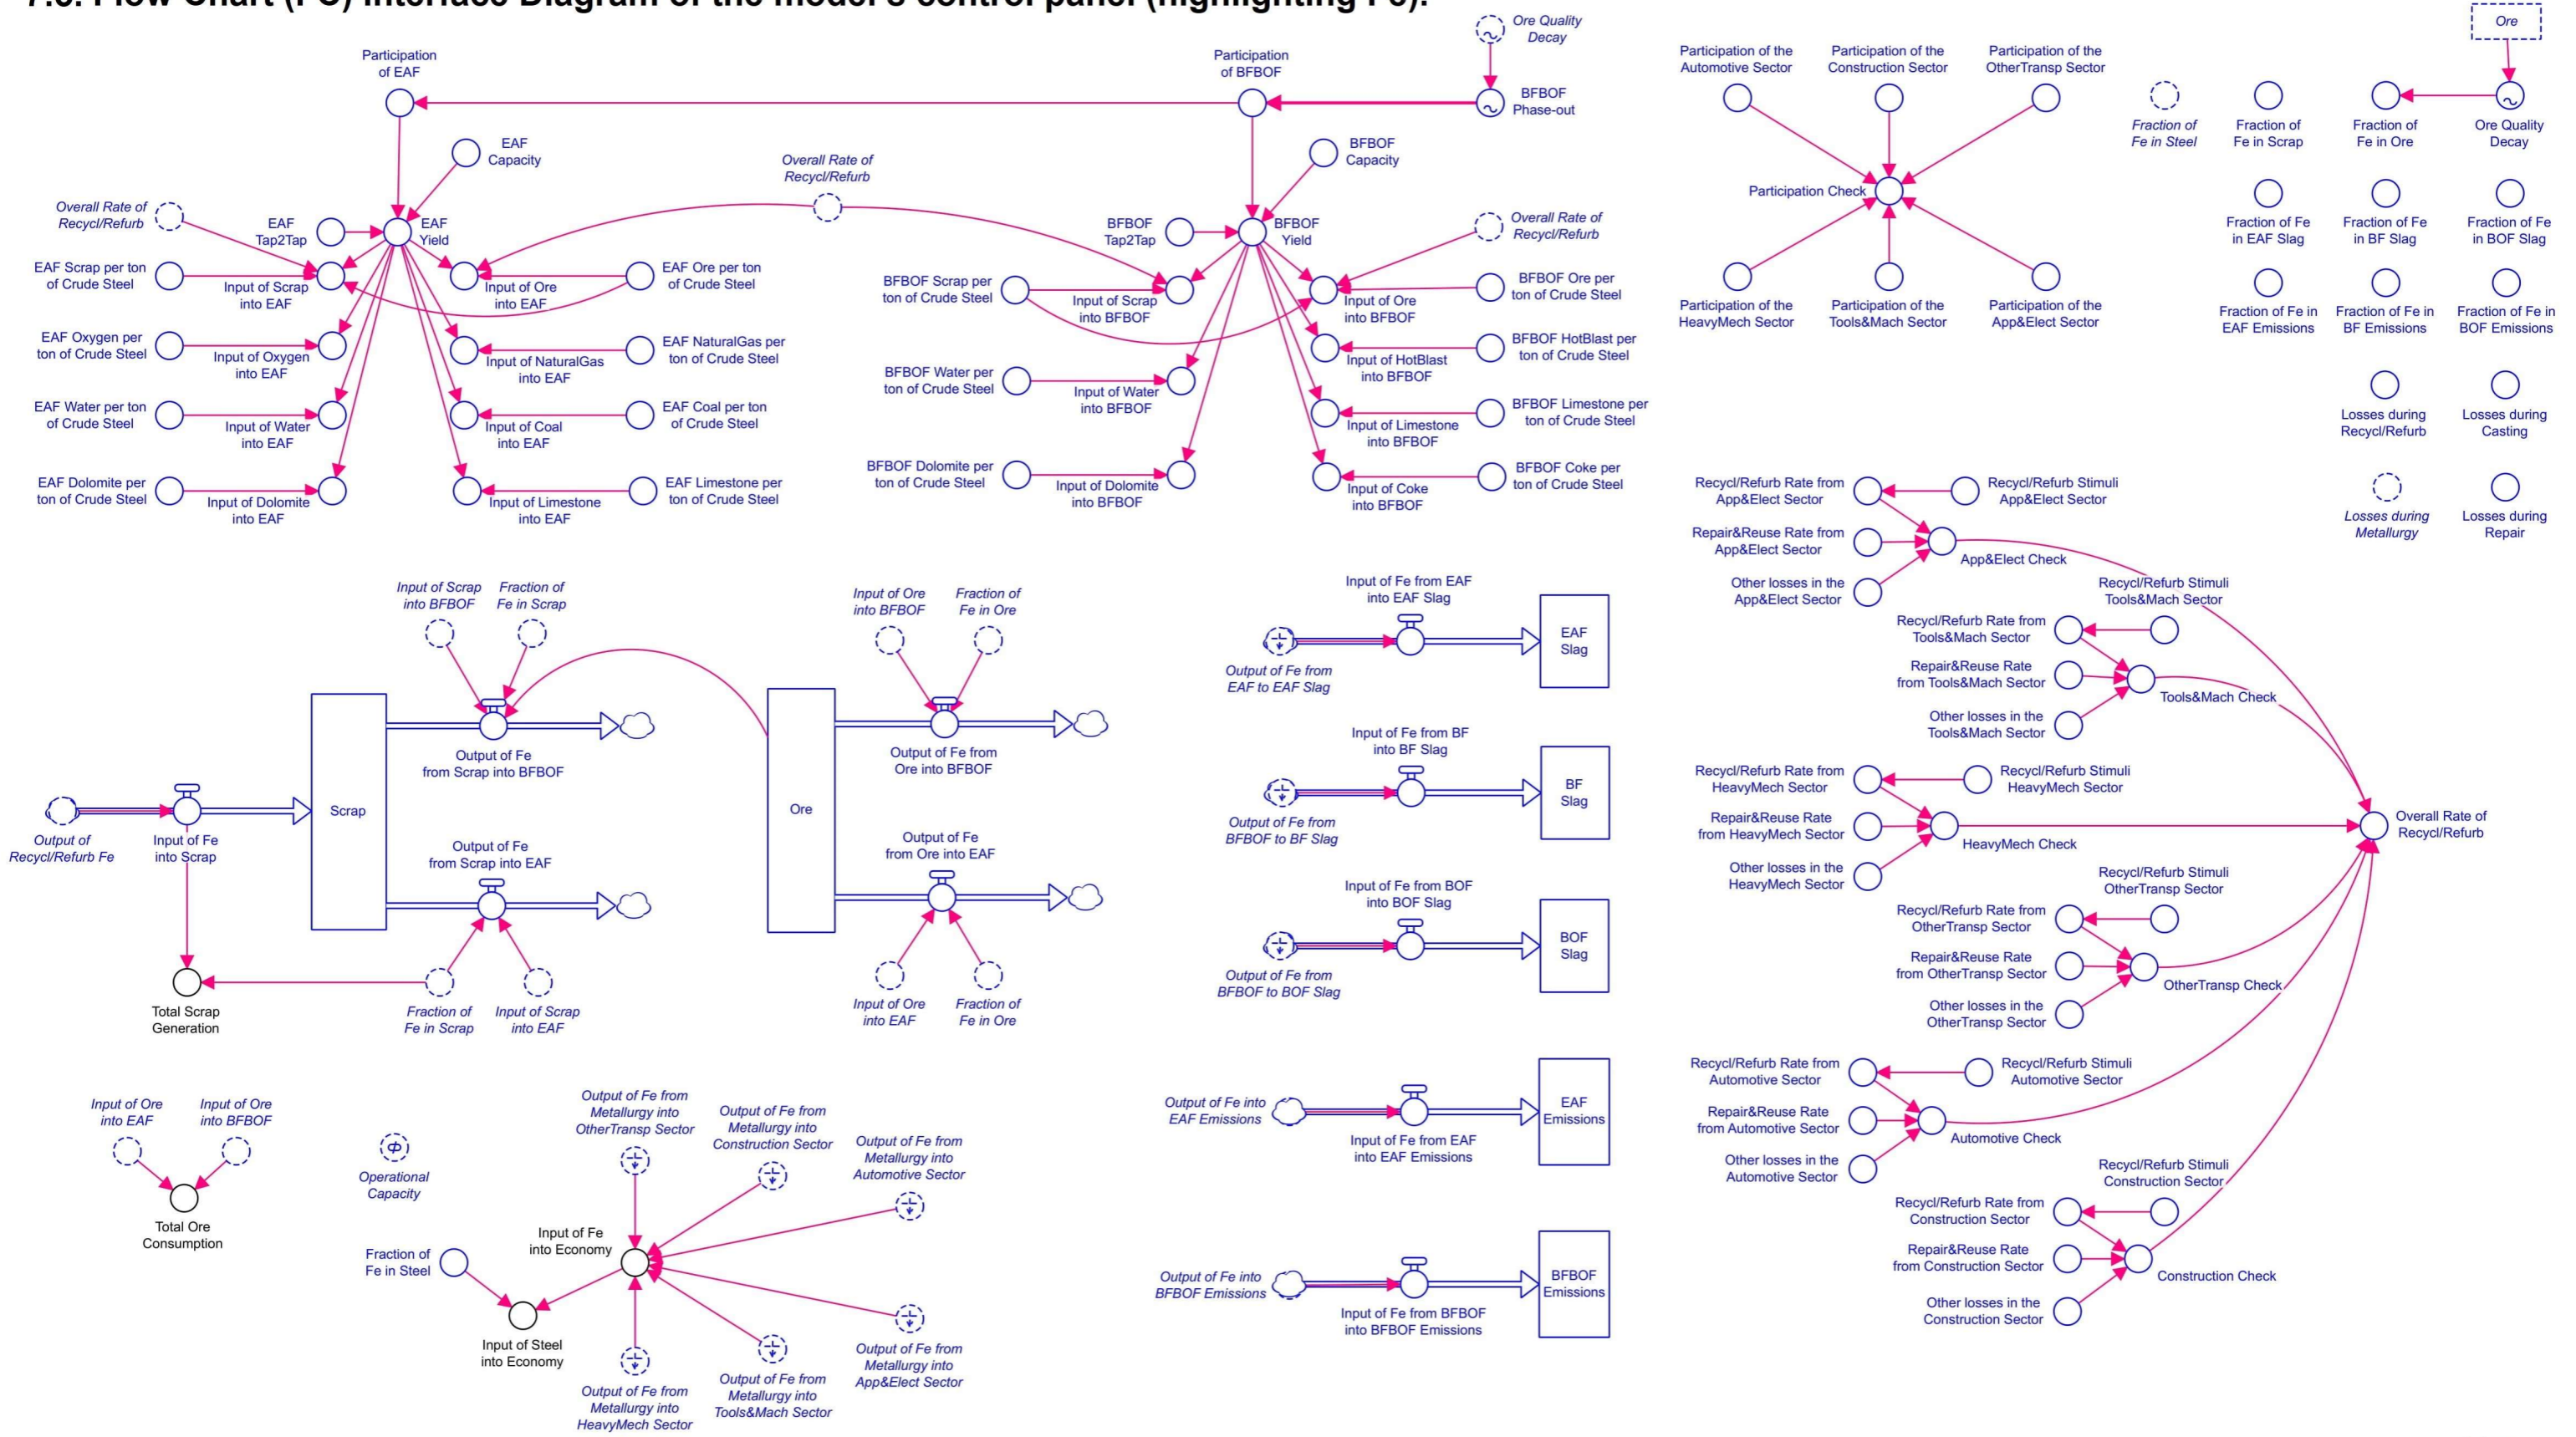 7.3. Flow Chart (FC) Interface Diagram of the model's control panel (highlighting Fe).
Ore Quality
Decay
Participation
of EAF
Participation
of BFBOF
BFBOF
Phase-out
EAF
Capacity
BFBOF
Capacity
Overall Rate of
Recycl/Refurb
Overall Rate of
Recycl/Refurb
EAF
Tap2Tap
EAF
Yield
BFBOF
Tap2Tap
BFBOF
Yield
Overall Rate of
Recycl/Refurb
EAF Scrap per ton
of Crude Steel
Input of Scrap
into EAF
Input of Ore
into EAF
EAF Ore per ton
of Crude Steel
EAF Oxygen per
ton of Crude Steel
Input of Oxygen
into EAF
Input of NaturalGas
into EAF
EAF NaturalGas per
ton of Crude Steel
EAF Water per ton
of Crude Steel
Input of Water
into EAF
Input of Coal
into EAF
EAF Coal per ton
of Crude Steel
EAF Dolomite per
ton of Crude Steel
Input of Dolomite
into EAF
Input of Limestone
into EAF
EAF Limestone per
ton of Crude Steel
BFBOF Scrap per
ton of Crude Steel
Input of Scrap
into BFBOF
Input of Ore
into BFBOF
BFBOF Ore per
ton of Crude Steel
Input of HotBlast
into BFBOF
BFBOF HotBlast per
ton of Crude Steel
BFBOF Water per
ton of Crude Steel
Input of Water
into BFBOF
Input of Limestone
into BFBOF
BFBOF Limestone per
ton of Crude Steel
BFBOF Dolomite per
ton of Crude Steel
Input of Dolomite
into BFBOF
Input of Coke
into BFBOF
BFBOF Coke per
ton of Crude Steel
Participation of the
Automotive Sector
Participation of the
Construction Sector
Participation of the
OtherTransp Sector
Participation Check
Participation of the
HeavyMech Sector
Participation of the
Tools&Mach Sector
Participation of the
App&Elect Sector
Ore
Fraction of
Fe in Steel
Fraction of
Fe in Scrap
Fraction of
Fe in Ore
Ore Quality
Decay
Fraction of Fe
in EAF Slag
Fraction of Fe
in BF Slag
Fraction of Fe
in BOF Slag
Fraction of Fe in
EAF Emissions
Fraction of Fe in
BF Emissions
Fraction of Fe in
BOF Emissions
Losses during
Recycl/Refurb
Losses during
Casting
Losses during
Metallurgy
Losses during
Repair
Input of Scrap
into BFBOF
Fraction of
Fe in Scrap
Output of Fe
from Scrap into BFBOF
Scrap
Output of
Recycl/Refurb Fe
Input of Fe
into Scrap
Output of Fe
from Scrap into EAF
Total Scrap
Generation
Fraction of
Fe in Scrap
Input of Scrap
into EAF
Input of Ore
into BFBOF
Fraction of
Fe in Ore
Output of Fe from
Ore into BFBOF
Ore
Output of Fe
from Ore into EAF
Input of Ore
into EAF
Fraction of
Fe in Ore
Input of Fe from EAF
into EAF Slag
Output of Fe from
EAF to EAF Slag
EAF
Slag
Input of Fe from BF
into BF Slag
Output of Fe from
BFBOF to BF Slag
BF
Slag
Input of Fe from BOF
into BOF Slag
Output of Fe from
BFBOF to BOF Slag
BOF
Slag
Output of Fe into
EAF Emissions
Input of Fe from EAF
into EAF Emissions
EAF
Emissions
Output of Fe into
BFBOF Emissions
Input of Fe from BFBOF
into BFBOF Emissions
BFBOF
Emissions
Input of Ore
into EAF
Input of Ore
into BFBOF
Total Ore
Consumption
Operational
Capacity
Fraction of
Fe in Steel
Input of Steel
into Economy
Input of Fe
into Economy
Output of Fe from
Metallurgy into
OtherTransp Sector
Output of Fe from
Metallurgy into
Construction Sector
Output of Fe from
Metallurgy into
Automotive Sector
Output of Fe from
Metallurgy into
HeavyMech Sector
Output of Fe from
Metallurgy into
Tools&Mach Sector
Output of Fe from
Metallurgy into
App&Elect Sector
Recycl/Refurb Rate from
App&Elect Sector
Recycl/Refurb Stimuli
App&Elect Sector
Repair&Reuse Rate from
App&Elect Sector
App&Elect Check
Other losses in the
App&Elect Sector
Recycl/Refurb Stimuli
Tools&Mach Sector
Recycl/Refurb Rate from
Tools&Mach Sector
Repair&Reuse Rate
from Tools&Mach Sector
Tools&Mach Check
Other losses in the
Tools&Mach Sector
Recycl/Refurb Rate from
HeavyMech Sector
Recycl/Refurb Stimuli
HeavyMech Sector
Repair&Reuse Rate
from HeavyMech Sector
HeavyMech Check
Other losses in the
HeavyMech Sector
Overall Rate of
Recycl/Refurb
Recycl/Refurb Stimuli
OtherTransp Sector
Recycl/Refurb Rate from
OtherTransp Sector
Repair&Reuse Rate
from OtherTransp Sector
OtherTransp Check
Other losses in the
OtherTransp Sector
Recycl/Refurb Rate from
Automotive Sector
Recycl/Refurb Stimuli
Automotive Sector
Repair&Reuse Rate
from Automotive Sector
Automotive Check
Other losses in the
Automotive Sector
Recycl/Refurb Stimuli
Construction Sector
Recycl/Refurb Rate from
Construction Sector
Repair&Reuse Rate
from Construction Sector
Construction Check
Other losses in the
Construction Sector